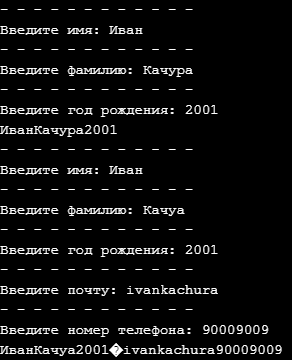 - - - - - - - - - - - - -
Введите имя: Иван
- - - - - - - - - - - - -
Введите фамилию: Качура
- - - - - - - - - - - - -
Введите год рождения: 2001
ИванКачура2001
- - - - - - - - - - - - -
Введите имя: Иван
- - - - - - - - - - - - -
Введите фамилию: Качуа
- - - - - - - - - - - - -
Введите год рождения: 2001
- - - - - - - - - - - - -
Введите почту: ivankachura
- - - - - - - - - - - - -
Введите номер телефона: 90009009
ИванКачуа2001�ivankachura90009009